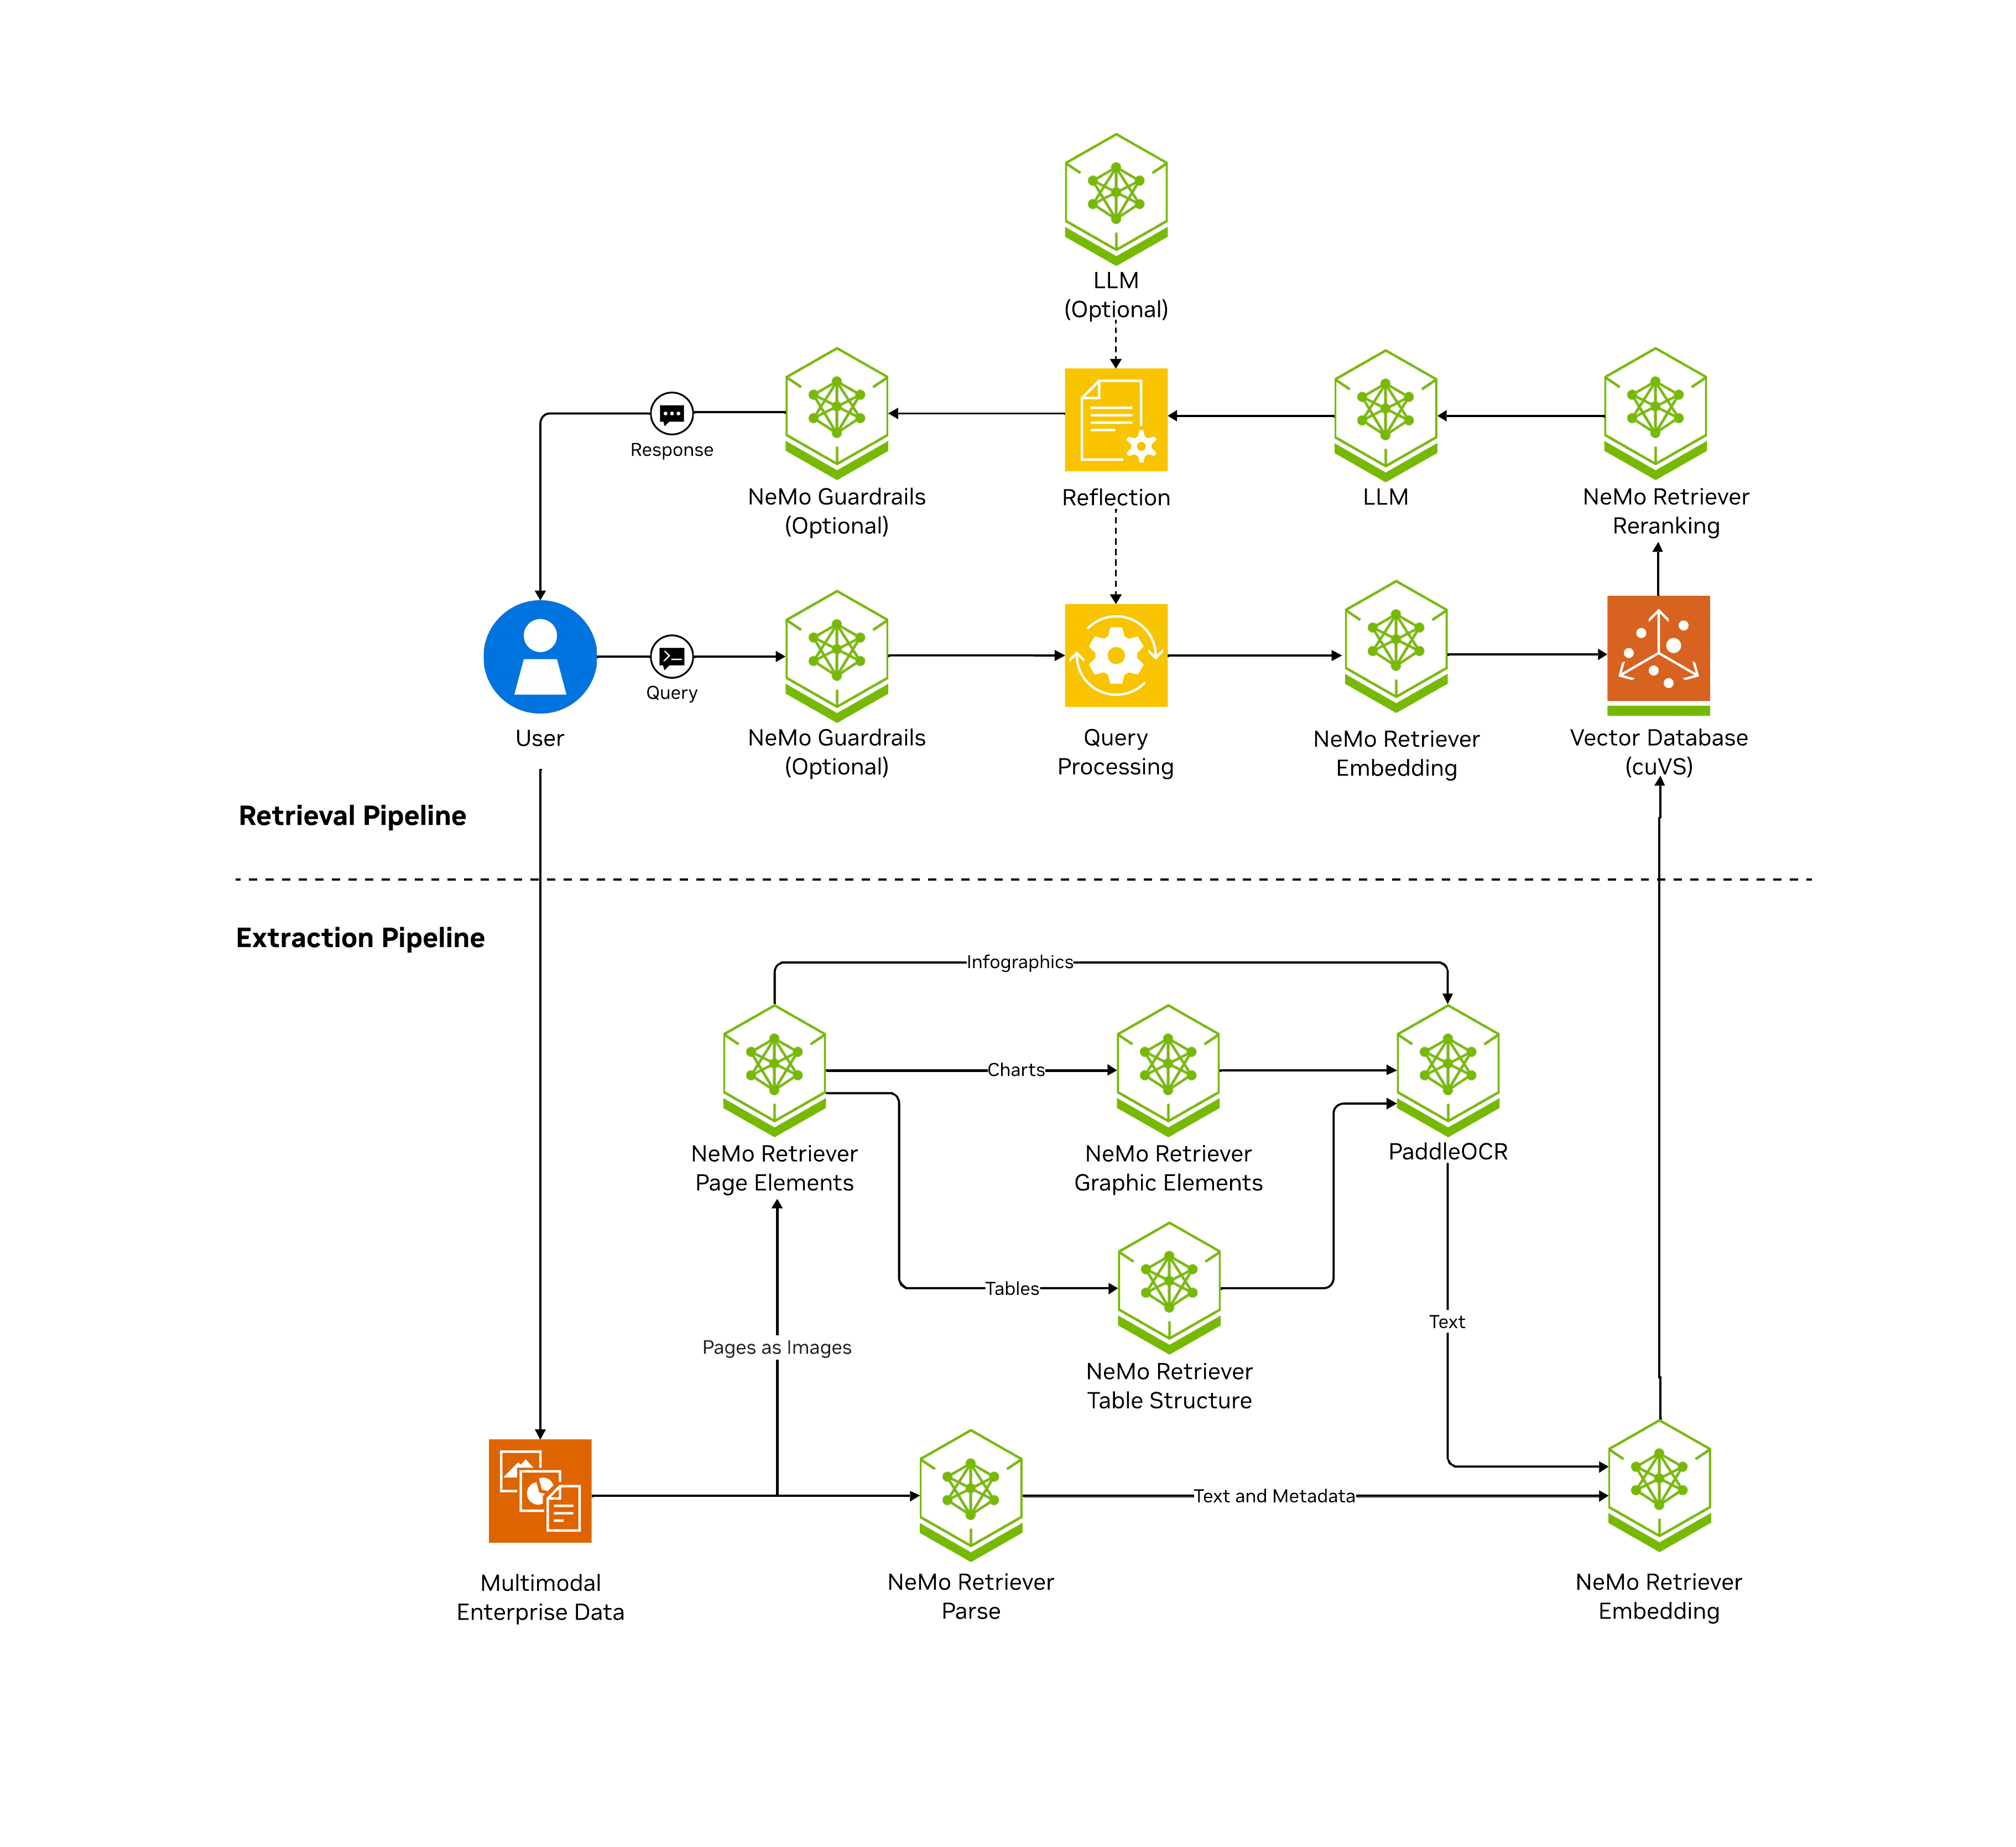 LLM
(Optional)
Response
NeMo Guardrails
(Optional)
Reflection
LLM
NeMo Retriever
Reranking
Query
User
NeMo Guardrails
(Optional)
Query
Processing
NeMo Retriever
Embedding
Vector Database
(cuVS)
Retrieval Pipeline
Extraction Pipeline
Infographics
Charts
NeMo Retriever
Page Elements
NeMo Retriever
Graphic Elements
PaddleOCR
Tables
Text
Pages as Images
NeMo Retriever
Table Structure
Text and Metadata
Multimodal
Enterprise Data
NeMo Retriever
Parse
NeMo Retriever
Embedding